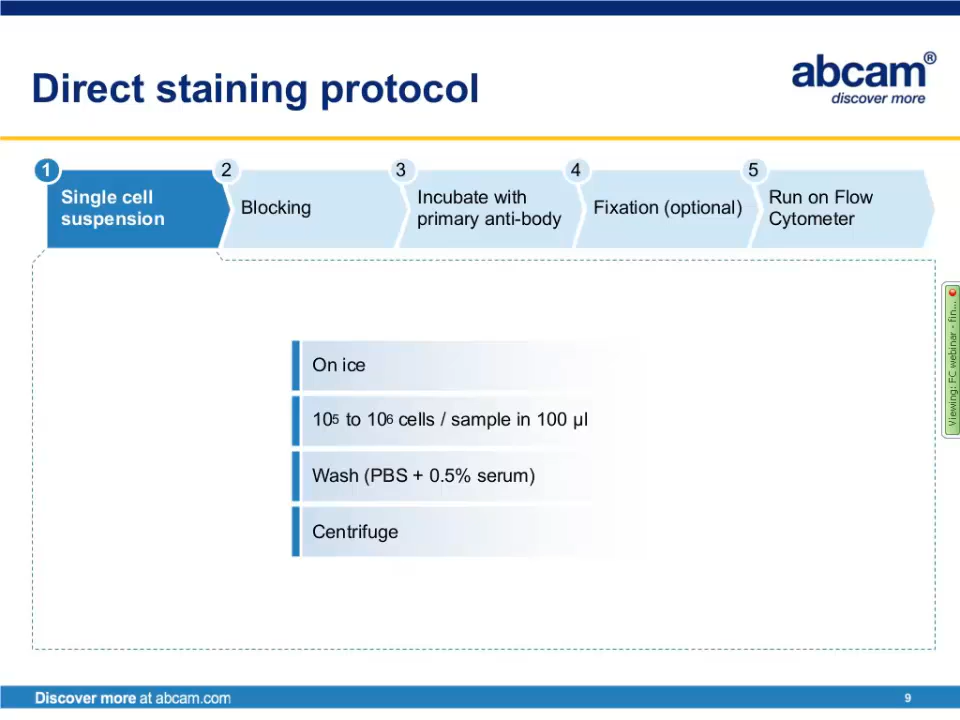 Direct staining protocol
abcam®
discover more
1
Single cell
suspension
2
Blocking
3
Incubate with
primary anti-body
4
Fixation (optional)
5
Run on Flow
Cytometer
On ice
10⁵ to 10⁶ cells / sample in 100 µl
Wash (PBS + 0.5% serum)
Centrifuge
Viewing: FC webinar - fin...
Discover more at abcam.com
9